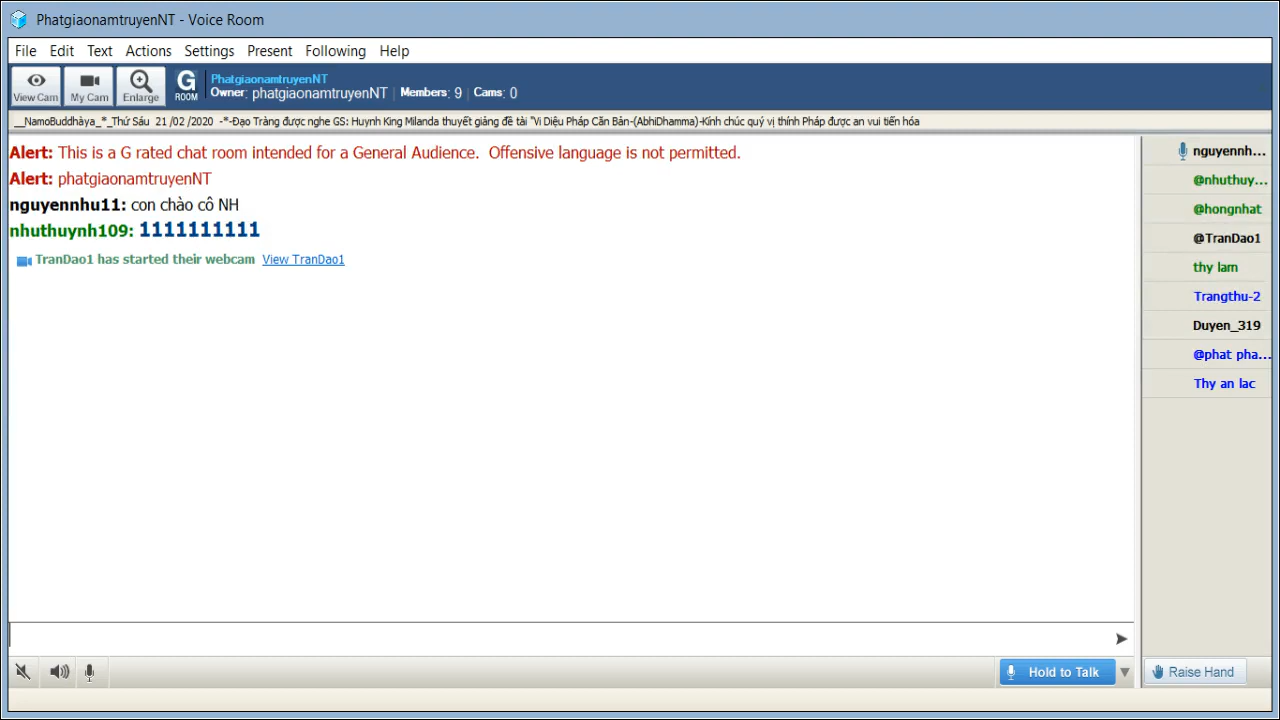 PhatgiaonamtruyenNT - Voice Room
File Edit Text Actions Settings Present Following Help
View Cam My Cam Enlarge G ROOM
PhatgiaonamtruyenNT
Owner: phatgiaonamtruyenNT | Members: 9 | Cams: 0
__NamoBuddhàya_*_Thứ Sáu 21 /02 /2020 -*-Đạo Tràng được nghe GS: Huynh King Milanda thuyết giảng đề tài "Vi Diệu Pháp Căn Bản-(AbhiDhamma)-Kính chúc quý vị thính Pháp được an vui tiến hóa
Alert: This is a G rated chat room intended for a General Audience. Offensive language is not permitted.
Alert: phatgiaonamtruyenNT
nguyennhu11: con chào cô NH
nhuthuynh109: 1111111111
TranDao1 has started their webcam View TranDao1
nguyennh...
@nhuthuy...
@hongnhat
@TranDao1
thy lam
Trangthu-2
Duyen_319
@phat pha...
Thy an lac
Hold to Talk
Raise Hand